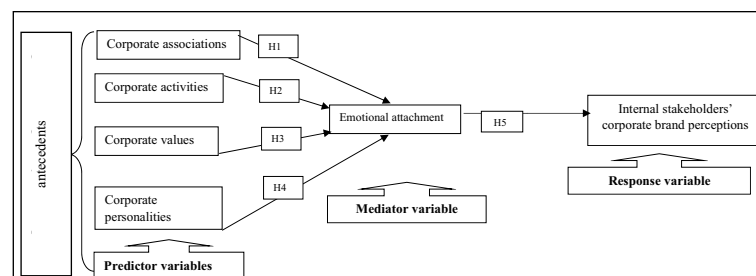 antecedents
Corporate associations
H1
Corporate activities
H2
Corporate values
H3
Corporate
personalities
H4
Predictor variables
Emotional attachment
Mediator variable
H5
Internal stakeholders’
corporate brand perceptions
Response variable